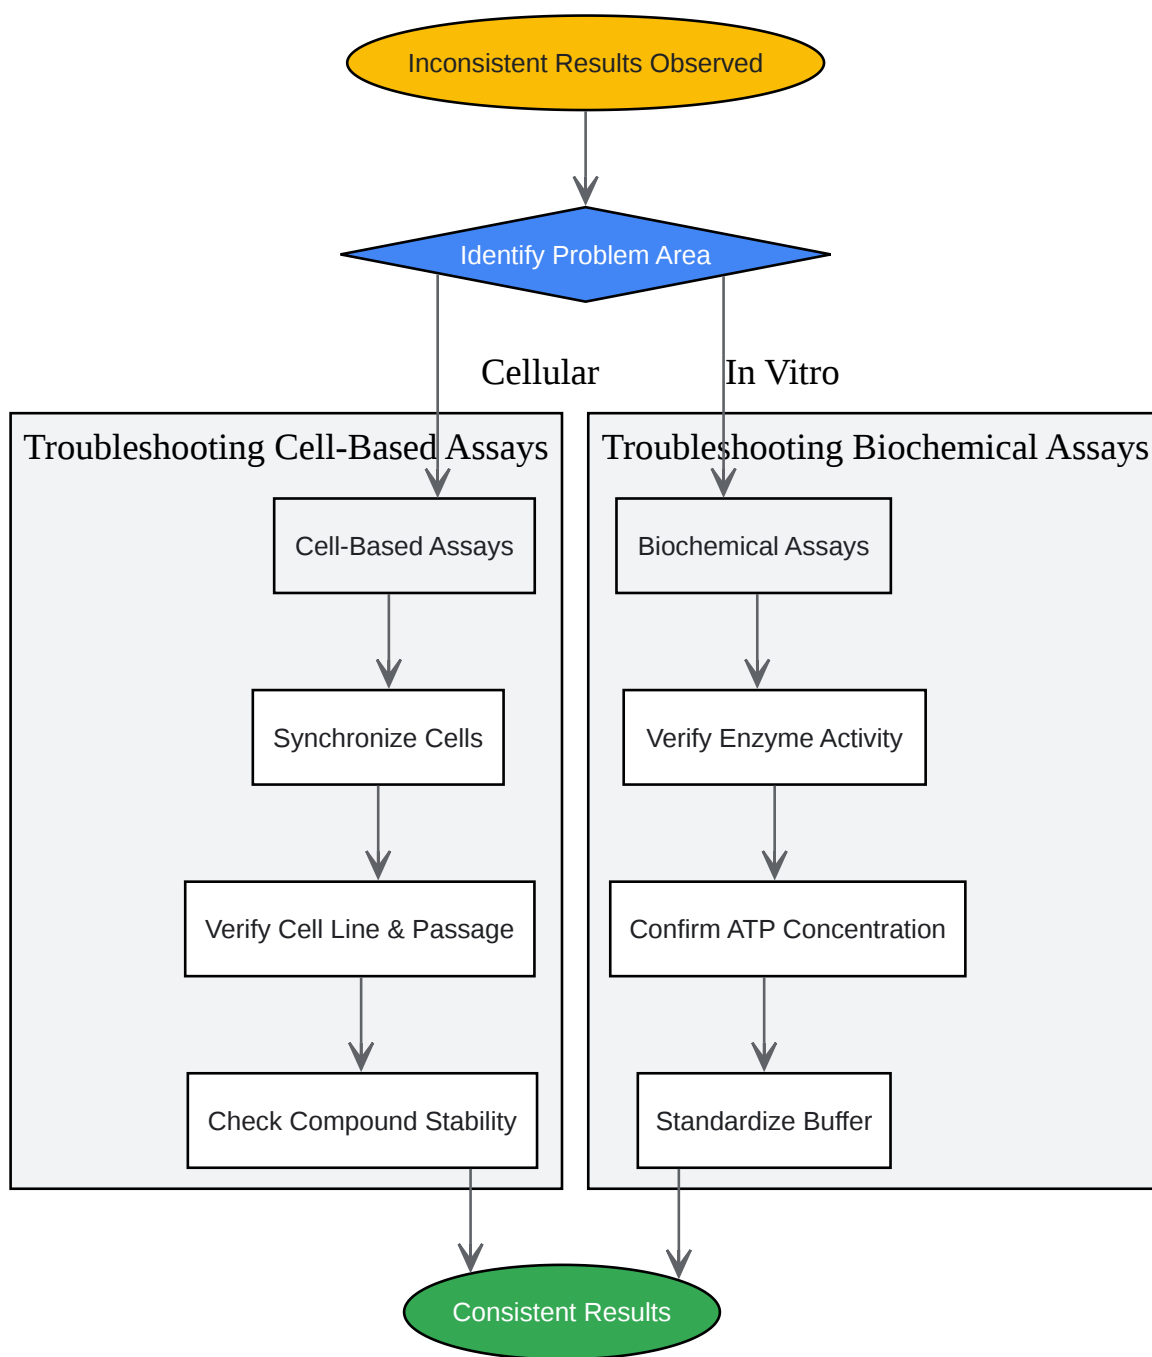 Inconsistent Results Observed
Identify Problem Area
Cellular
In Vitro
Troubleshooting Cell-Based Assays
Troubleshooting Biochemical Assays
Cell-Based Assays
Biochemical Assays
Synchronize Cells
Verify Enzyme Activity
Verify Cell Line & Passage
Confirm ATP Concentration
Check Compound Stability
Standardize Buffer
Consistent Results